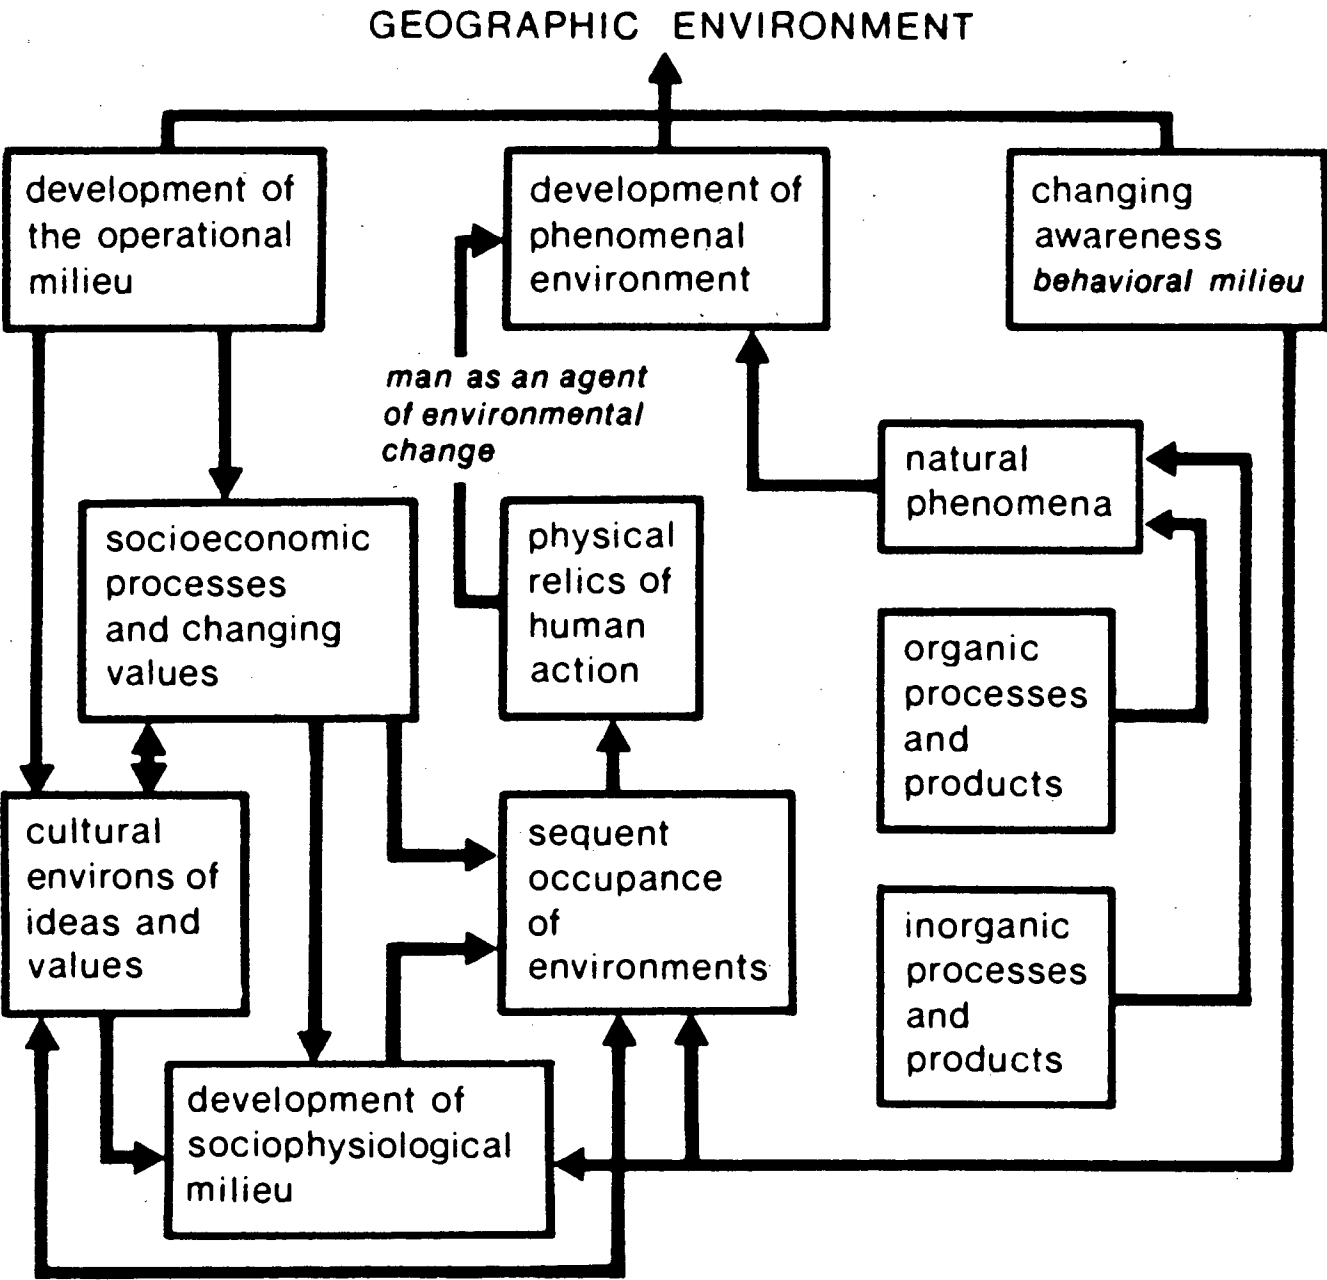 GEOGRAPHIC ENVIRONMENT
development of
the operational
milieu
development of
phenomenal
environment
changing
awareness
behavioral milieu
man as an agent
of environmental
change
natural
phenomena
socioeconomic
processes
and changing
values
physical
relics of
human
action
organic
processes
and
products
cultural
environs of
ideas and
values
sequent
occupance
of
environments
inorganic
processes
and
products
development of
sociophysiological
milieu